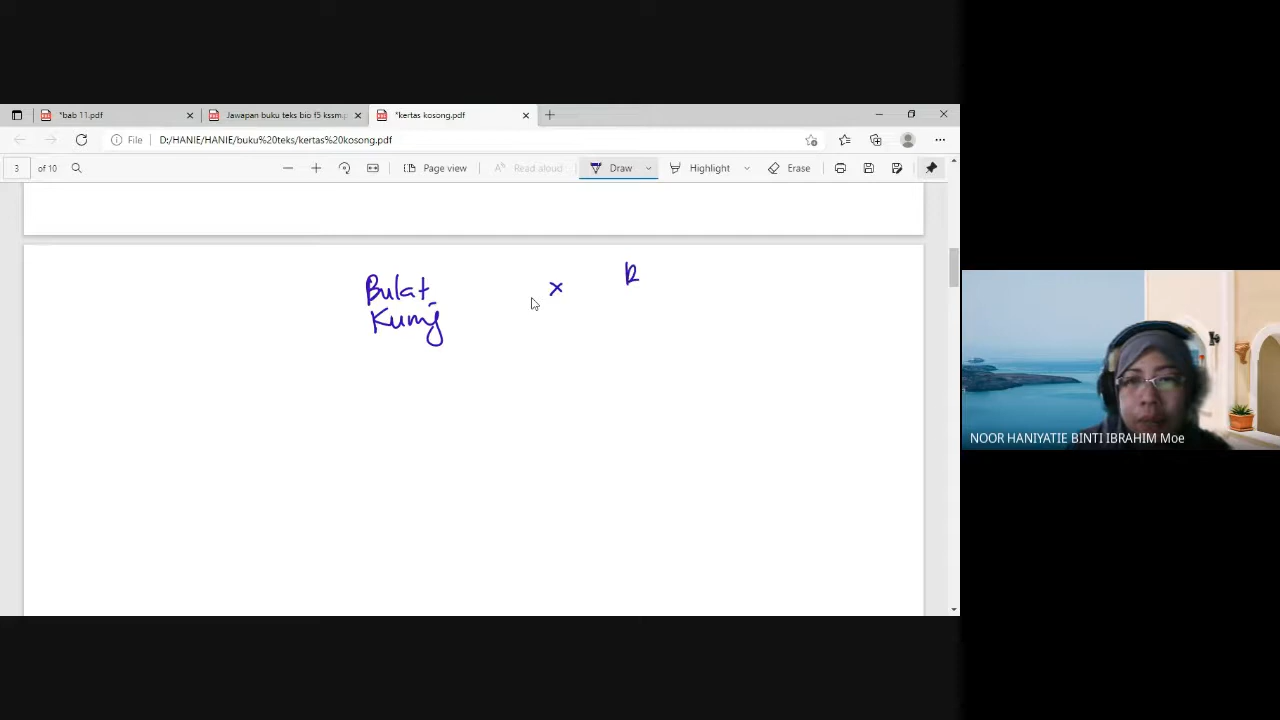 *bab 11.pdf
Jawapan buku teks bio f5 kssm.
*kertas kosong.pdf
File D:/HANIE/HANIE/buku%20teks/kertas%20kosong.pdf
3 of 10 Page view Read aloud Draw Highlight Erase
Bulat x
NOOR HANIYATIE BINTI IBRAHIM Moe